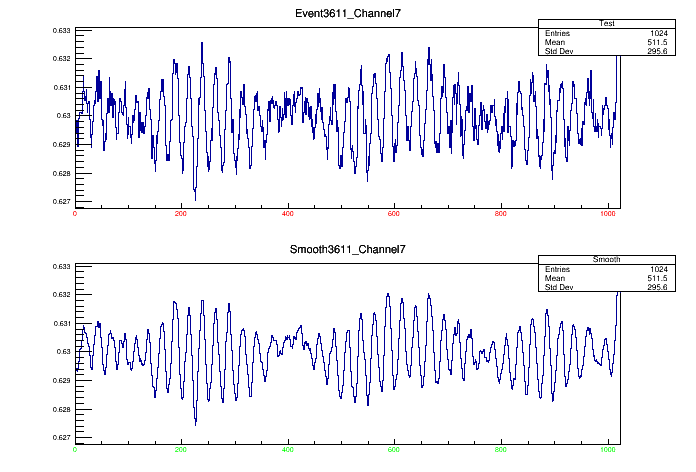 Event3611_Channel7
Test
Entries 1024
Mean 511.5
Std Dev 295.6
0.633
0.632
0.631
0.63
0.629
0.628
0.627
0 200 400 600 800 1000
Smooth3611_Channel7
Smooth
Entries 1024
Mean 511.5
Std Dev 295.6
0.633
0.632
0.631
0.63
0.629
0.628
0.627
0 200 400 600 800 1000